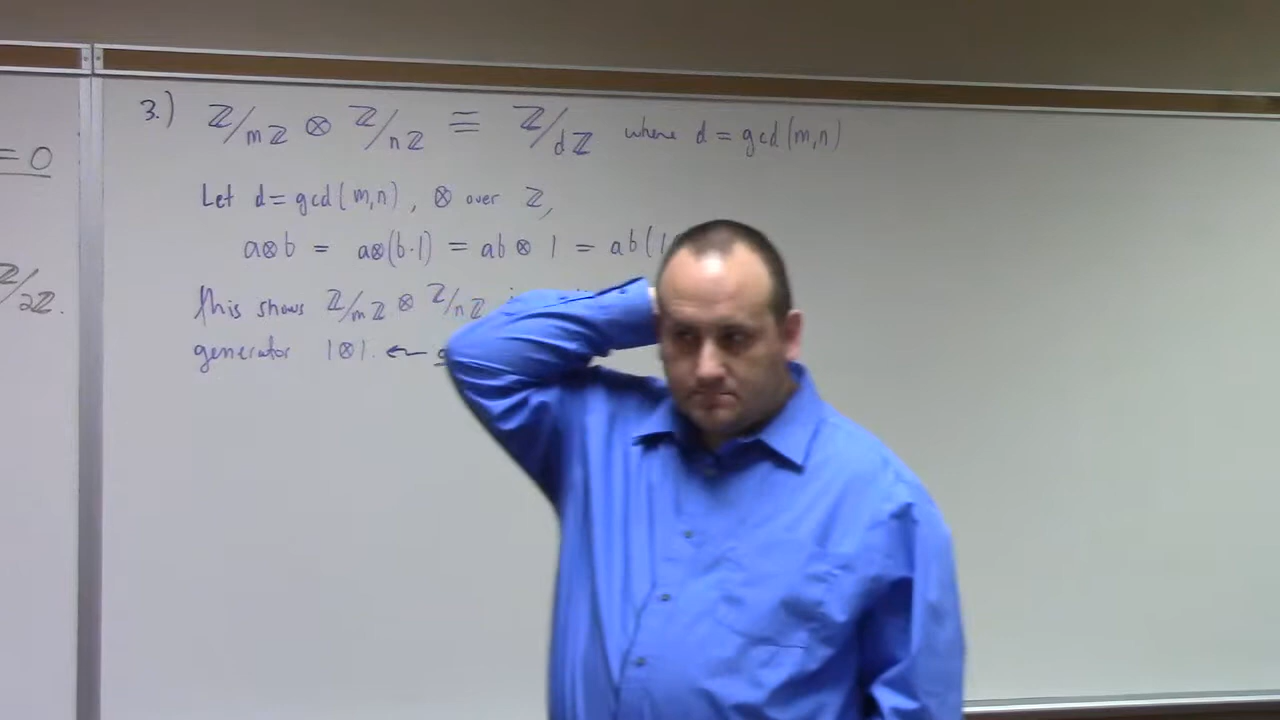 = 0
ℤ/2ℤ.
3.) ℤ/mℤ ⊗ ℤ/nℤ ≡ ℤ/dℤ where d = gcd(m,n)
Let d = gcd(m,n), ⊗ over ℤ,
a⊗b = a⊗(b·1) = ab ⊗ 1 = ab(1
this shows ℤ/mℤ ⊗ ℤ/nℤ
generator 1⊗1. ←